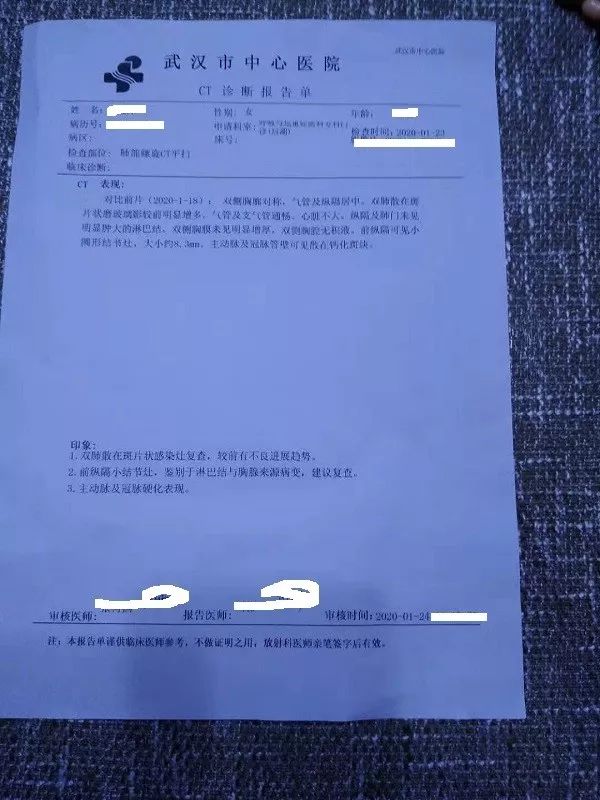 武汉市中心医院
武汉市中心医院
CT 诊断报告单
姓名:
性别: 女
年龄:
病历号:
申请科室: 呼吸与危重症医科专科门
诊(后湖)
检查时间: 2020-01-23
病区:
床号:
检查部位: 肺部螺旋CT平扫
临床诊断:
CT 表现:
对比前片 (2020-1-18): 双侧胸廓对称, 气管及纵隔居中, 双肺散在斑
片状磨玻璃影较前明显增多, 气管及支气管通畅, 心脏不大, 纵隔及肺门未见
明显肿大的淋巴结, 双侧胸膜未见明显增厚, 双侧胸腔无积液, 前纵隔可见小
圆形结节灶, 大小约8.3mm, 主动脉及冠脉管壁可见散在钙化斑块。
印象:
1. 双肺散在斑片状感染灶复查, 较前有不良进展趋势。
2. 前纵隔小结节灶, 鉴别于淋巴结与胸腺来源病变, 建议复查。
3. 主动脉及冠脉硬化表现。
审核医师:
报告医师:
审核时间: 2020-01-24
注: 本报告单谨供临床医师参考, 不做证明之用, 放射科医师亲笔签字后有效。